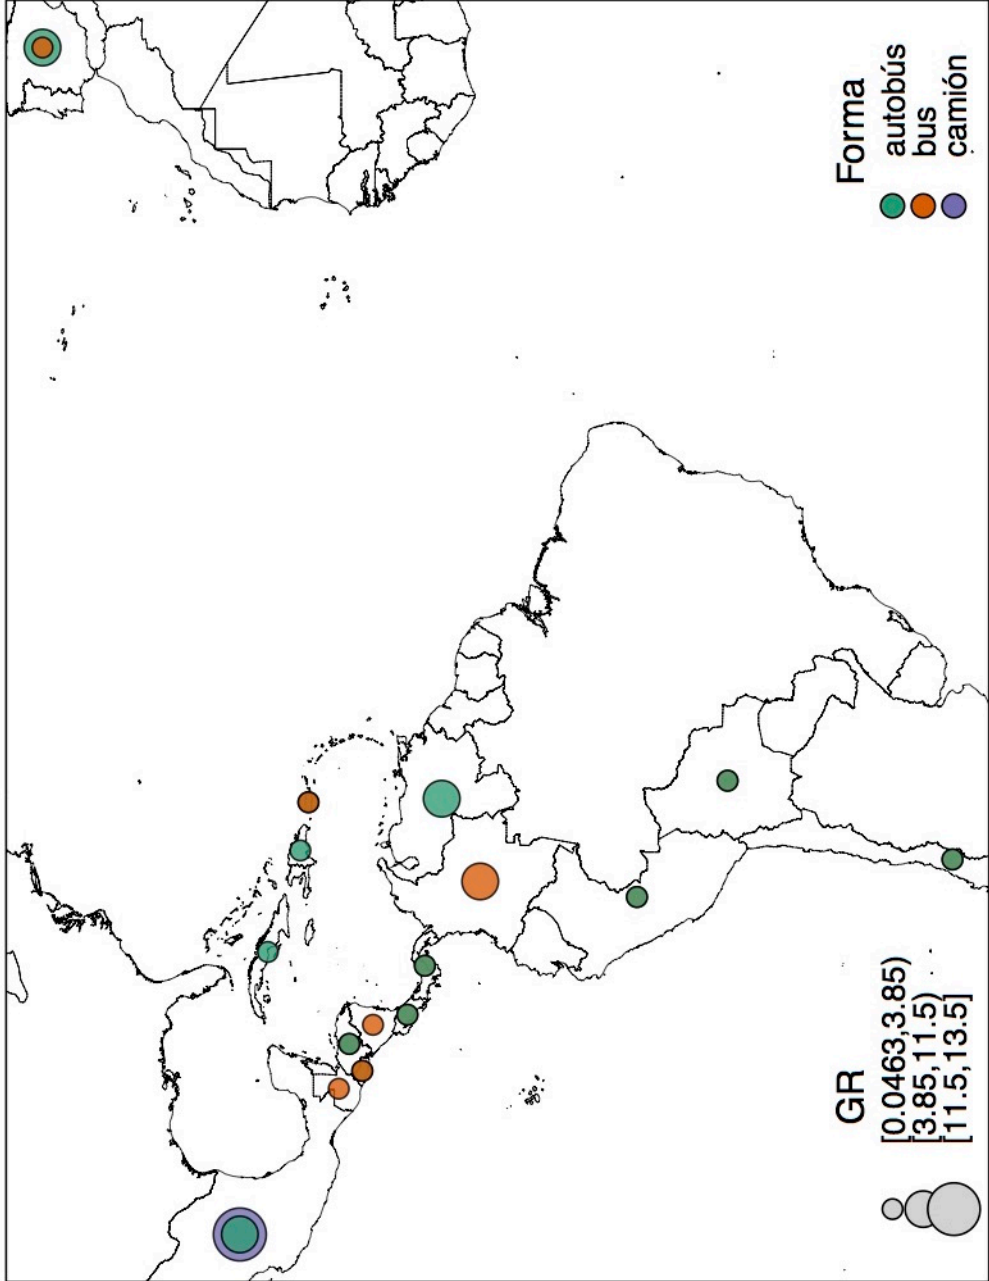 GR
[0.0463,3.85)
[3.85,11.5)
[11.5,13.5]
Forma
autobús
bus
camión